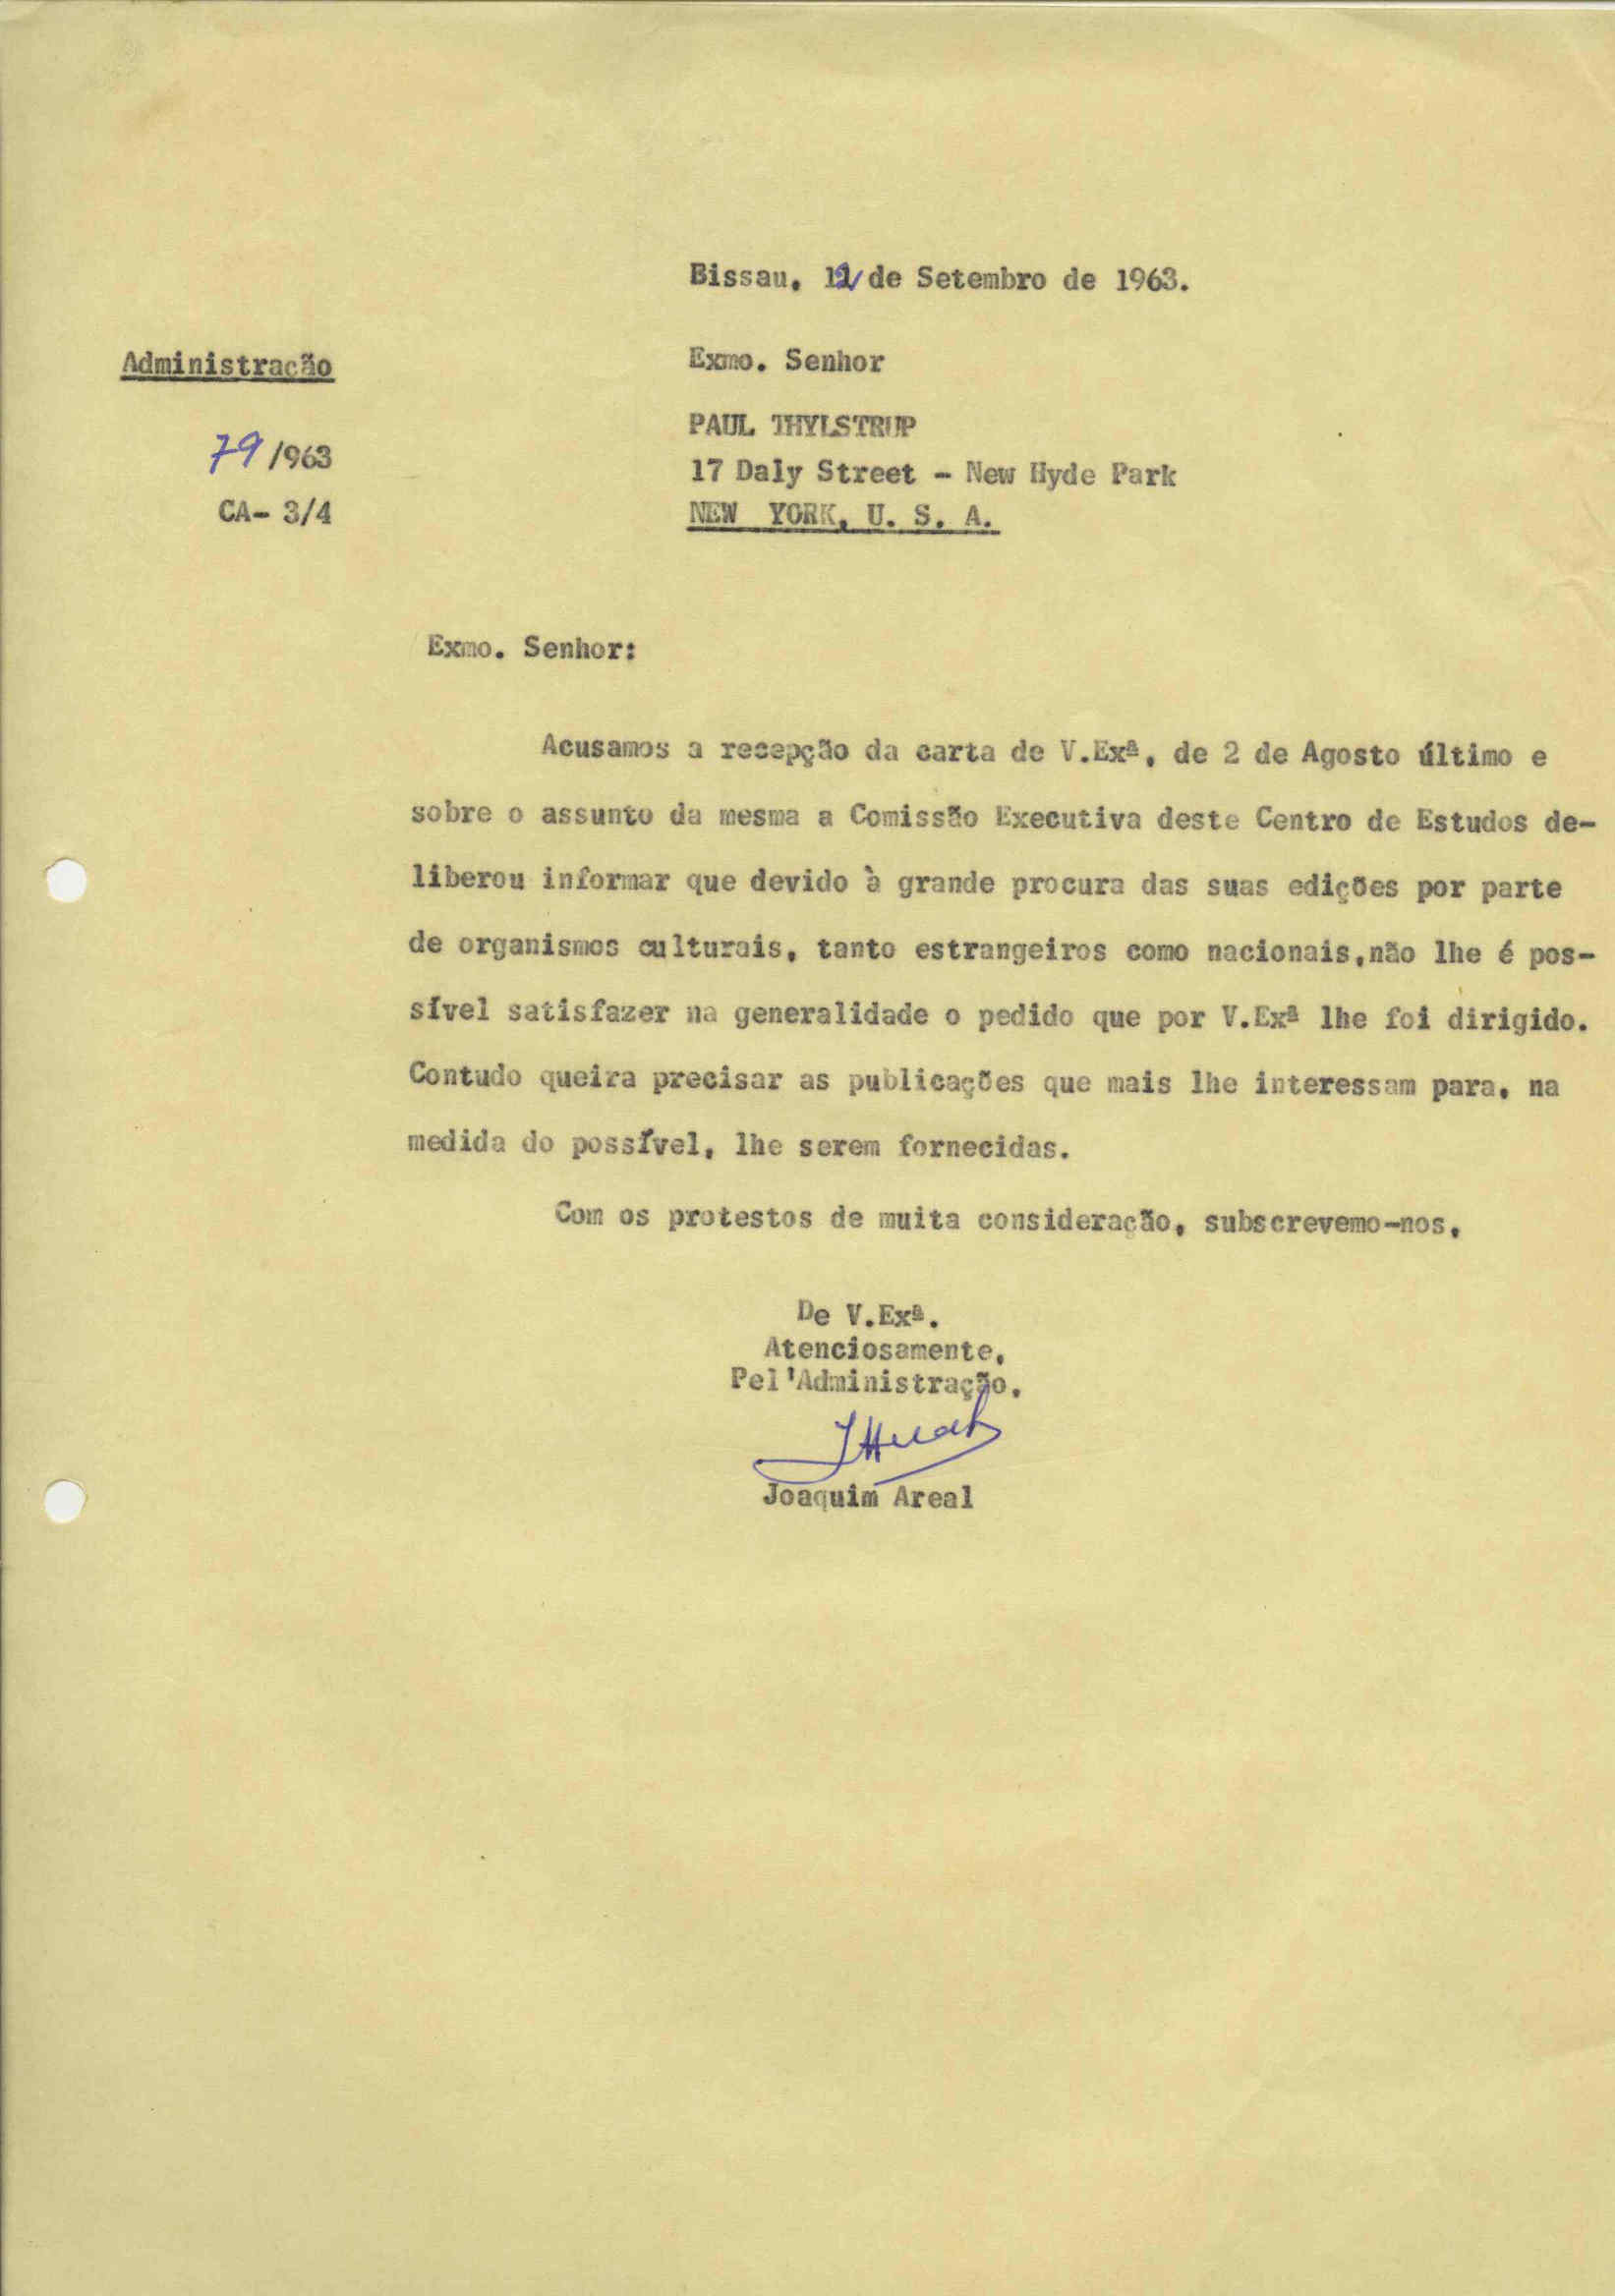 Bissau, 12 de Setembro de 1963.
Administração
Exmo. Senhor
79/963
CA- 3/4
PAUL THYLSTRUP
17 Daly Street - New Hyde Park
NEW YORK, U. S. A.
Exmo. Senhor:
Acusamos a recepção da carta de V.Exª, de 2 de Agosto último e
sobre o assunto da mesma a Comissão Executiva deste Centro de Estudos de-
liberou informar que devido à grande procura das suas edições por parte
de organismos culturais, tanto estrangeiros como nacionais,não lhe é pos-
sível satisfazer na generalidade o pedido que por V.Exª lhe foi dirigido.
Contudo queira precisar as publicações que mais lhe interessam para, na
medida do possível, lhe serem fornecidas.
Com os protestos de muita consideração, subscrevemo-nos,
De V.Exª.
Atenciosamente,
Pel'Administração,
Joaquim Areal